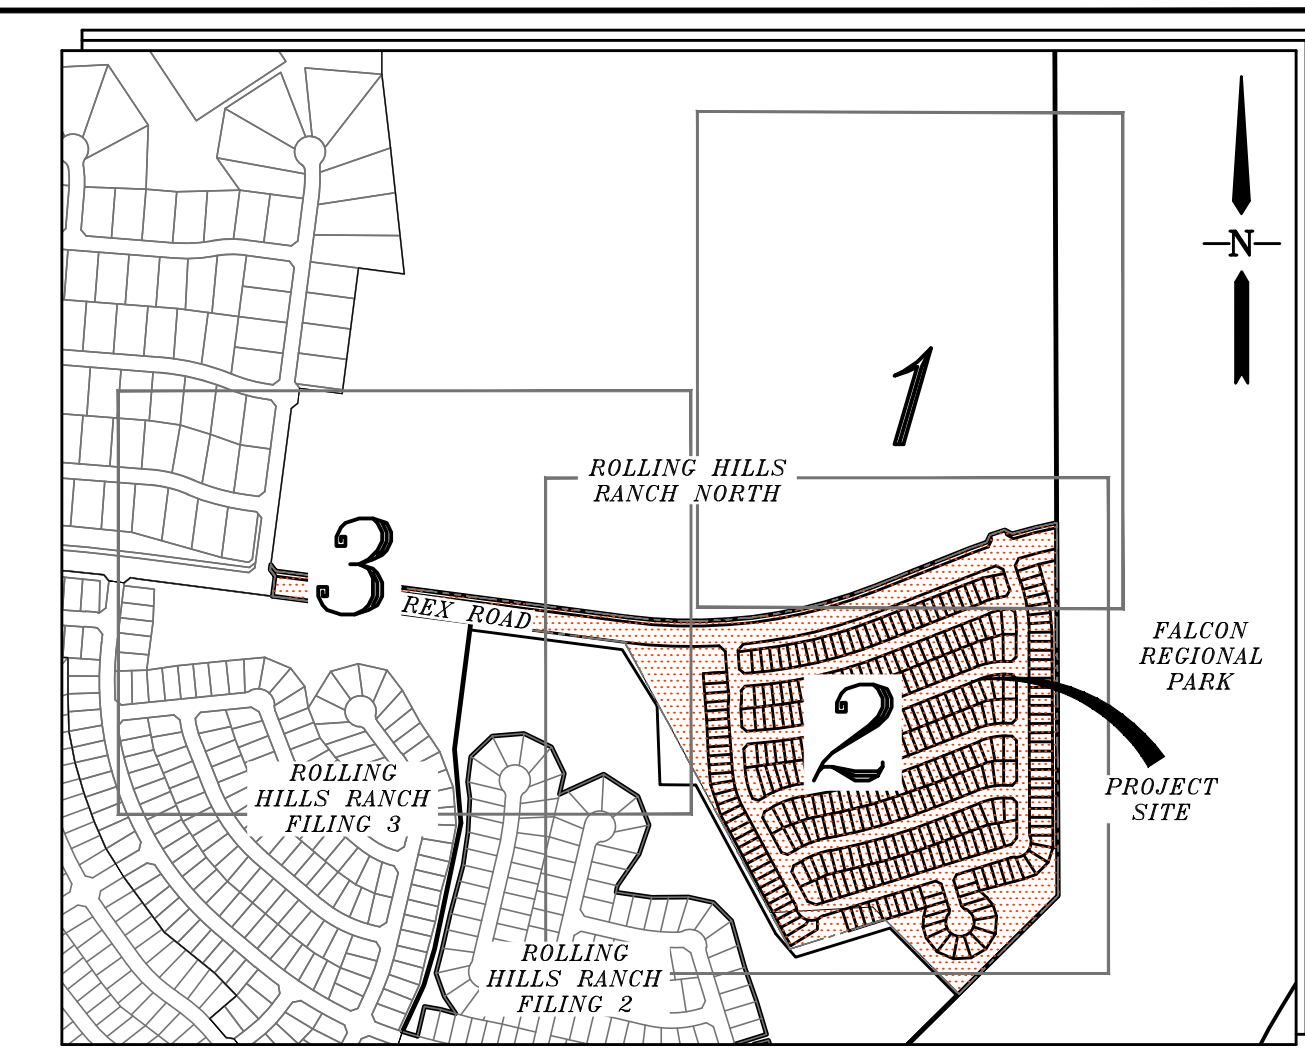 N
1
ROLLING HILLS
RANCH NORTH
3
REX ROAD
FALCON
REGIONAL
PARK
2
PROJECT
SITE
ROLLING
HILLS RANCH
FILING 3
ROLLING
HILLS RANCH
FILING 2